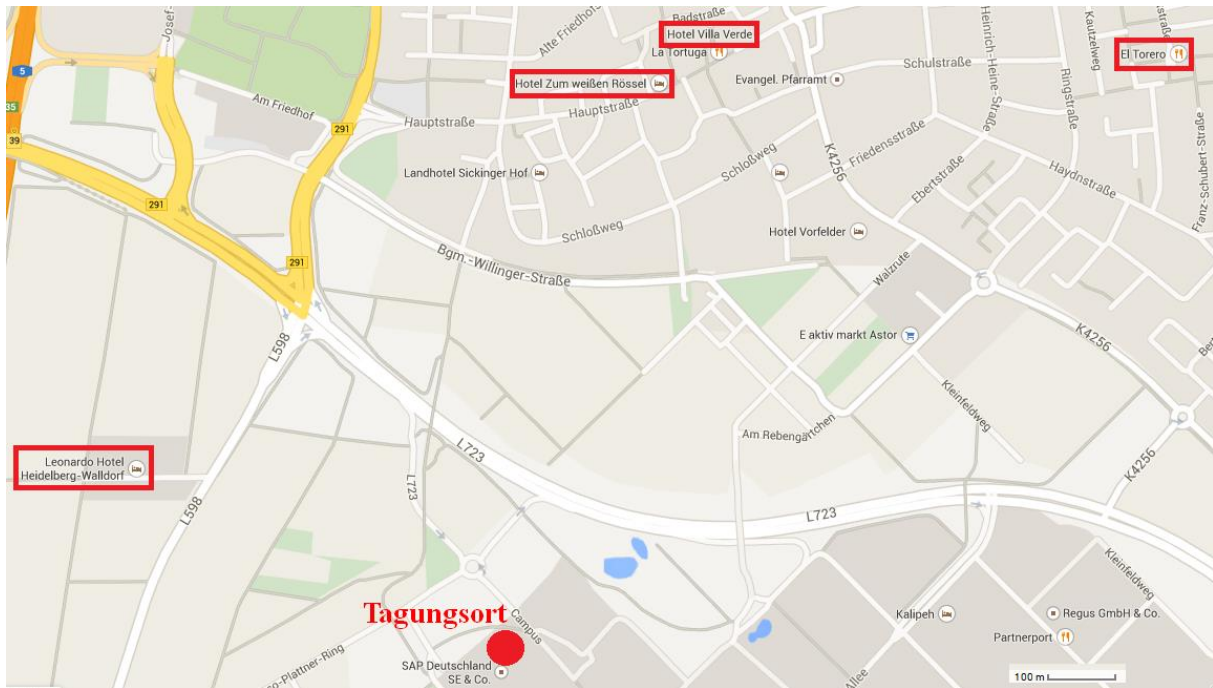 Josef-
Alte Friedhof
Badstraße
Hotel Villa Verde
La Tortuga
Heinrich-Heine-Straße
Kautzelweg
El Torero
5
35
39
Am Friedhof
291
Hauptstraße
Hotel Zum weißen Rössel
Hauptstraße
Evangel. Pfarramt
Schulstraße
Ringstraße
K4256
Friedensstraße
Ebertstraße
Haydnstraße
Franz-Schubert-Straße
Landhotel Sickinger Hof
Schloßweg
Schloßweg
291
291
Bgm.-Willinger-Straße
Hotel Vorfelder
Walzrute
E aktiv markt Astor
K4256
L598
Kleinfeldweg
Am Rebengärtchen
Leonardo Hotel
Heidelberg-Walldorf
L598
L723
L723
L723
K4256
Kleinfeldweg
Tagungsort
Campus
SAP Deutschland
SE & Co.
so-Plattner-Ring
Kalipeh
Regus GmbH & Co.
Partnerport
Allee
100 m